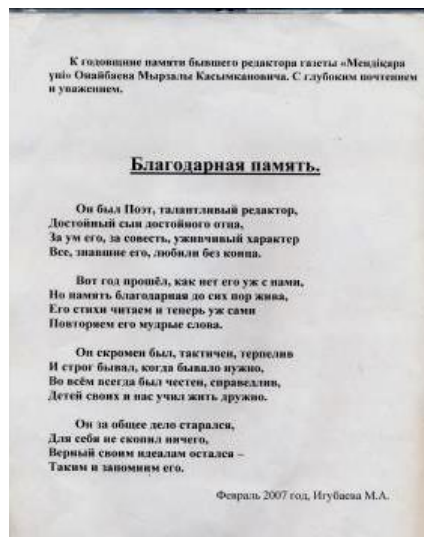 К годовщине памяти бывшего редактора газеты «Меңдіқара
үні» Онайбаева Мырзалы Касымкановича. С глубоким почтением
и уважением.
Благодарная память.
Он был Поэт, талантливый редактор,
Достойный сын достойного отца,
За ум его, за совесть, уживчивый характер
Все, знавшие его, любили без конца.
Вот год прошёл, как нет его уж с нами,
Но память благодарная до сих пор жива,
Его стихи читаем и теперь уж сами
Повторяем его мудрые слова.
Он скромен был, тактичен, терпелив
И строг бывал, когда бывало нужно,
Во всём всегда был честен, справедлив,
Детей своих и нас учил жить дружно.
Он за общее дело старался,
Для себя не скопил ничего,
Верный своим идеалам остался –
Таким и запомним его.
Февраль 2007 год, Игубаева М.А.